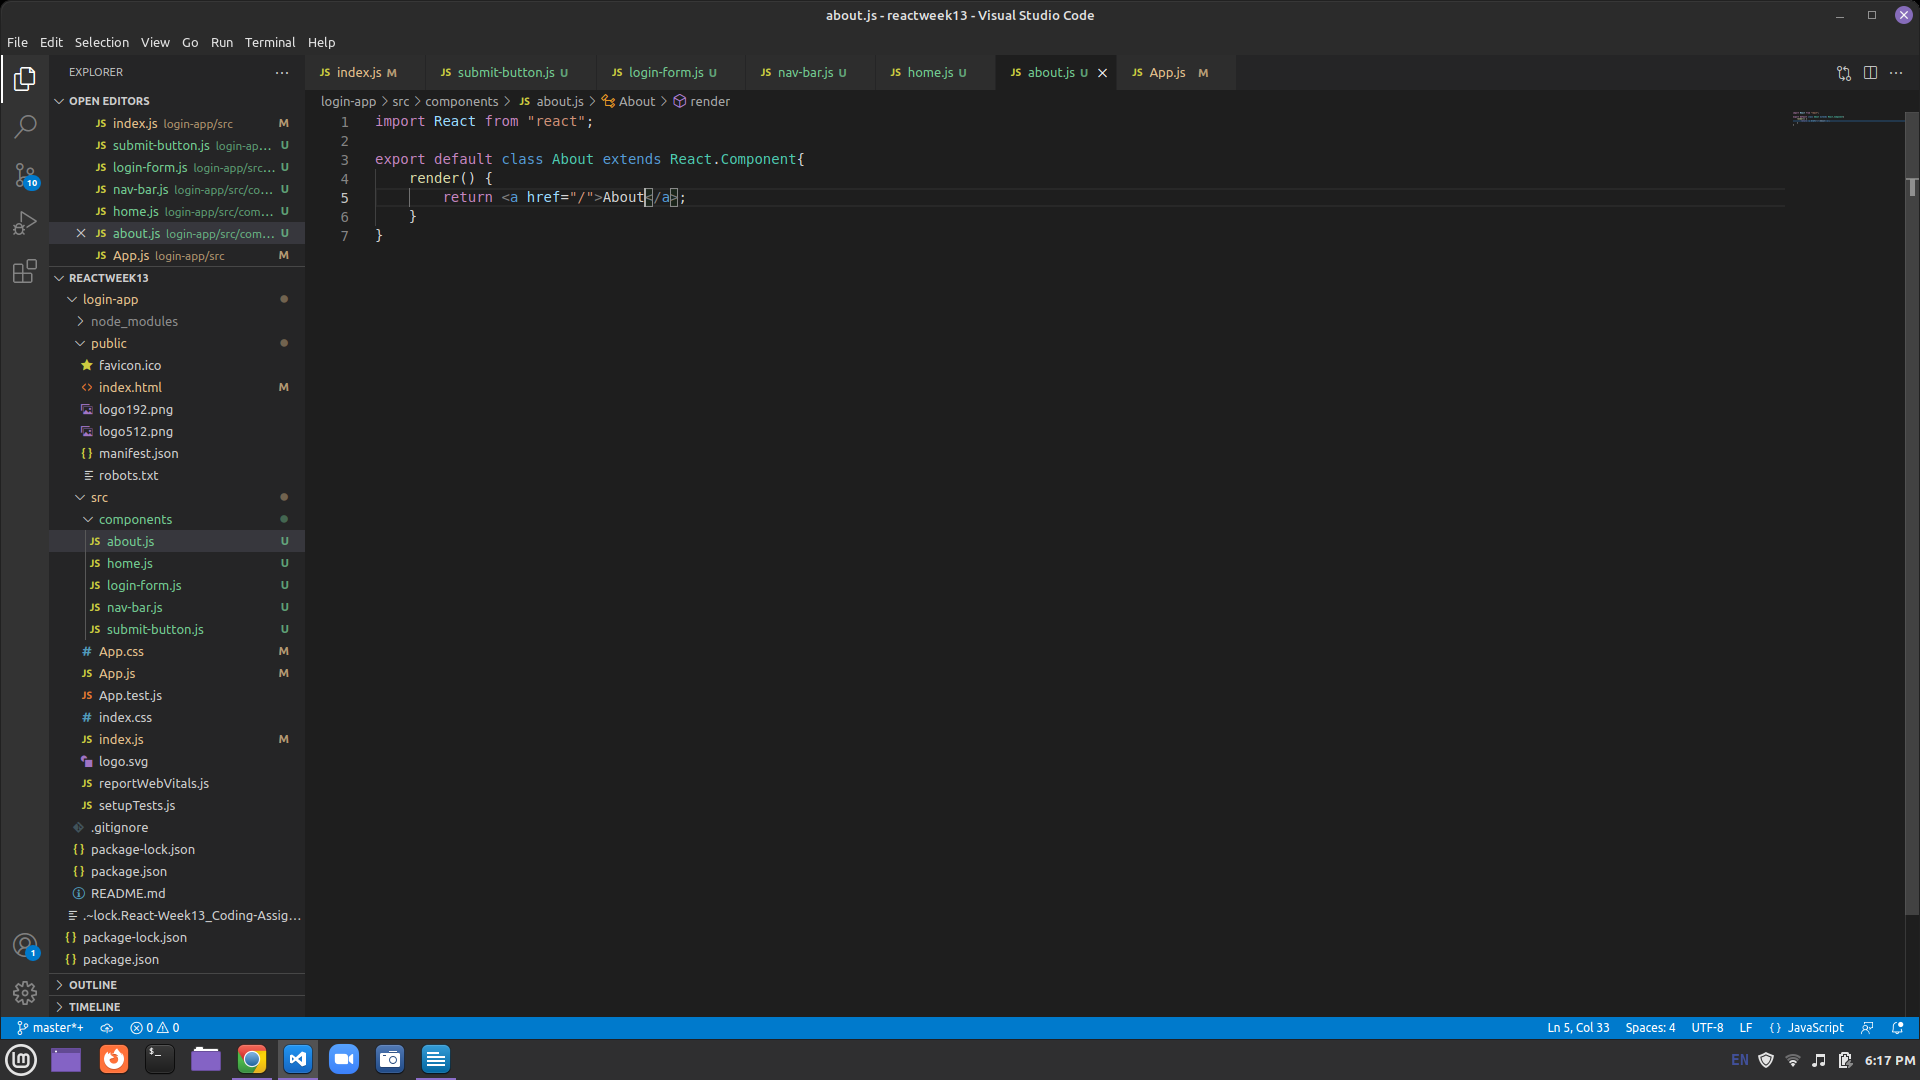 about.js - reactweek13 - Visual Studio Code
File Edit Selection View Go Run Terminal Help
EXPLORER
OPEN EDITORS
JS index.js login-app/src M
JS submit-button.js login-ap... U
JS login-form.js login-app/src... U
JS nav-bar.js login-app/src/co... U
JS home.js login-app/src/com... U
JS about.js login-app/src/com... U
JS App.js login-app/src M
REACTWEEK13
login-app
node_modules
public
favicon.ico
<> index.html M
logo192.png
logo512.png
{} manifest.json
robots.txt
src
components
JS about.js U
JS home.js U
JS login-form.js U
JS nav-bar.js U
JS submit-button.js U
# App.css M
JS App.js M
JS App.test.js
# index.css
JS index.js M
logo.svg
JS reportWebVitals.js
JS setupTests.js
.gitignore
{} package-lock.json
{} package.json
README.md
.~lock.React-Week13_Coding-Assig...
{} package-lock.json
{} package.json
OUTLINE
TIMELINE
10
1
JS index.js M JS submit-button.js U JS login-form.js U JS nav-bar.js U JS home.js U JS about.js U JS App.js M
login-app > src > components > JS about.js > About > render
1 import React from "react";
2
3 export default class About extends React.Component{
4 render() {
5 return <a href="/">About</a>;
6 }
7 }
master*+ 0 0 Ln 5, Col 33 Spaces: 4 UTF-8 LF {} JavaScript
$_ EN 6:17 PM